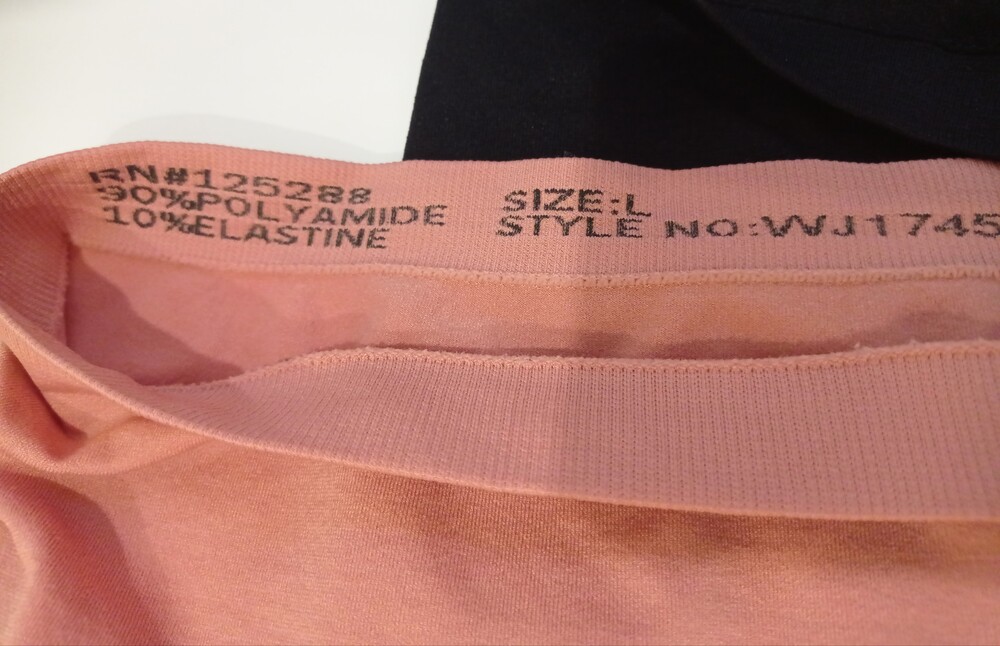 RN#125288
90%POLYAMIDE
10%ELASTINE
SIZE:L
STYLE NO:WJ1745